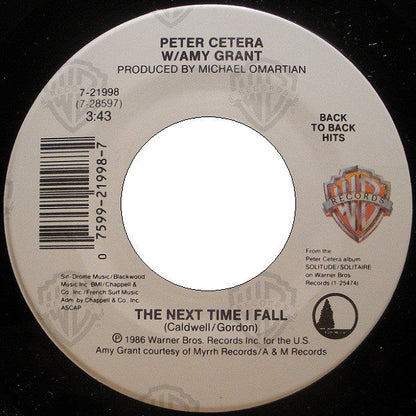 PETER CETERA
W/AMY GRANT
PRODUCED BY MICHAEL OMARTIAN
7-21998
(7-28597)
3:43
BACK
TO BACK
HITS
0 7599-21998-7
WB
RECORDS
From the
Peter Cetera album
SOLITUDE/SOLITAIRE
on Warner Bros.
Records (1-25474)
Sin-Drome Music/Blackwood
Music Inc. BMI/Chappell &
Co. Inc./French Surf Music
Adm. by Chappell & Co., Inc.
ASCAP
THE NEXT TIME I FALL
(Caldwell/Gordon)
℗ 1986 Warner Bros. Records Inc. for the U.S.
Amy Grant courtesy of Myrrh Records/A & M Records